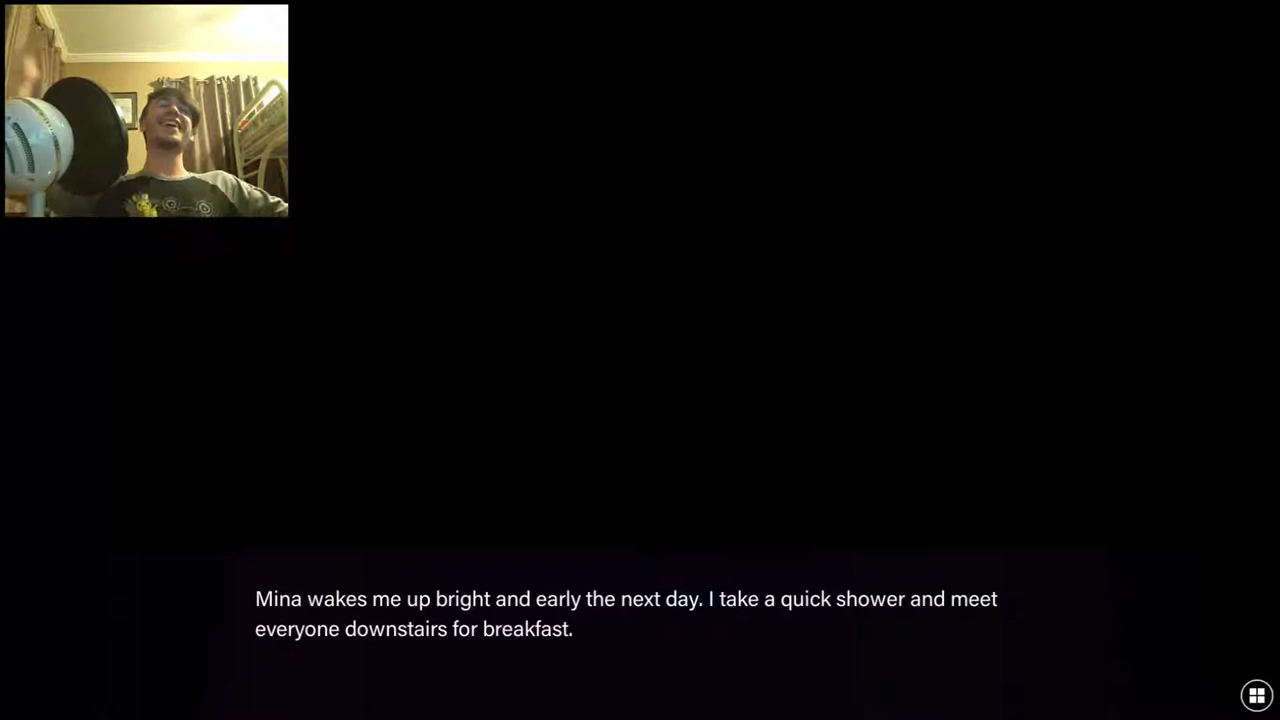 Mina wakes me up bright and early the next day. I take a quick shower and meet
everyone downstairs for breakfast.